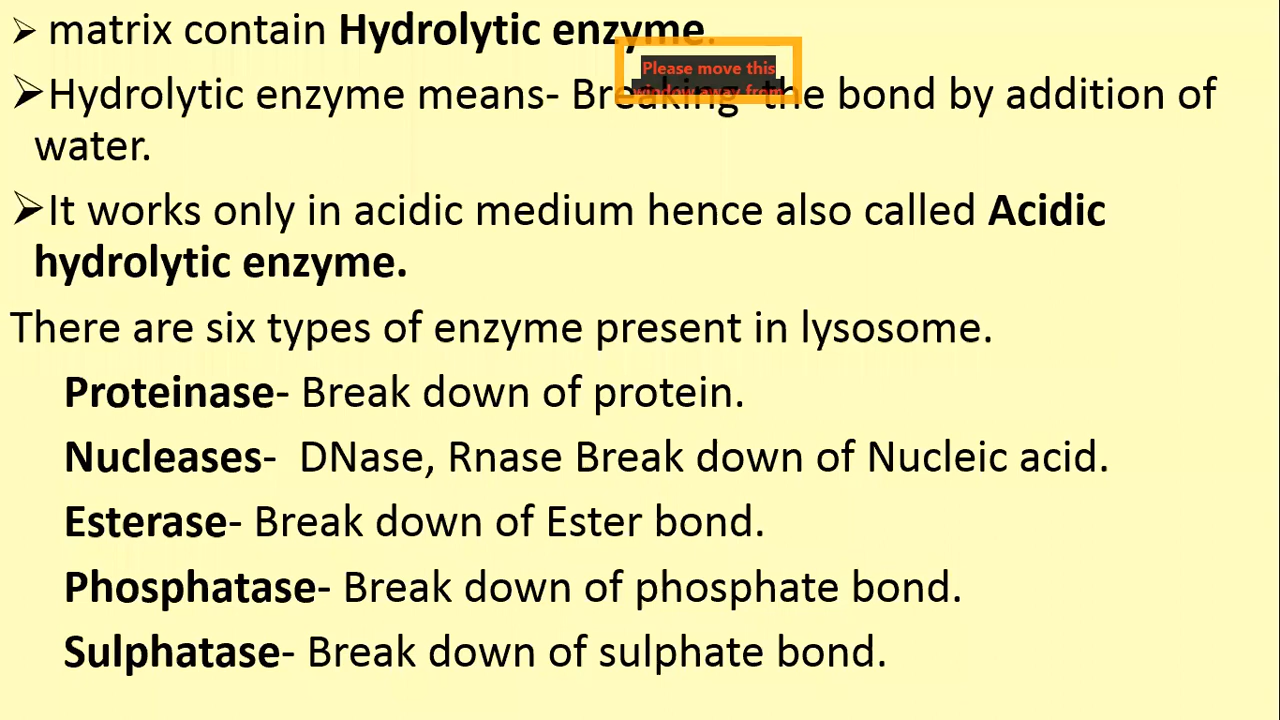 ➢ matrix contain Hydrolytic enzyme.
Please move this
window away from
➢Hydrolytic enzyme means- Breaking the bond by addition of
water.
➢It works only in acidic medium hence also called Acidic
hydrolytic enzyme.
There are six types of enzyme present in lysosome.
Proteinase- Break down of protein.
Nucleases- DNase, Rnase Break down of Nucleic acid.
Esterase- Break down of Ester bond.
Phosphatase- Break down of phosphate bond.
Sulphatase- Break down of sulphate bond.